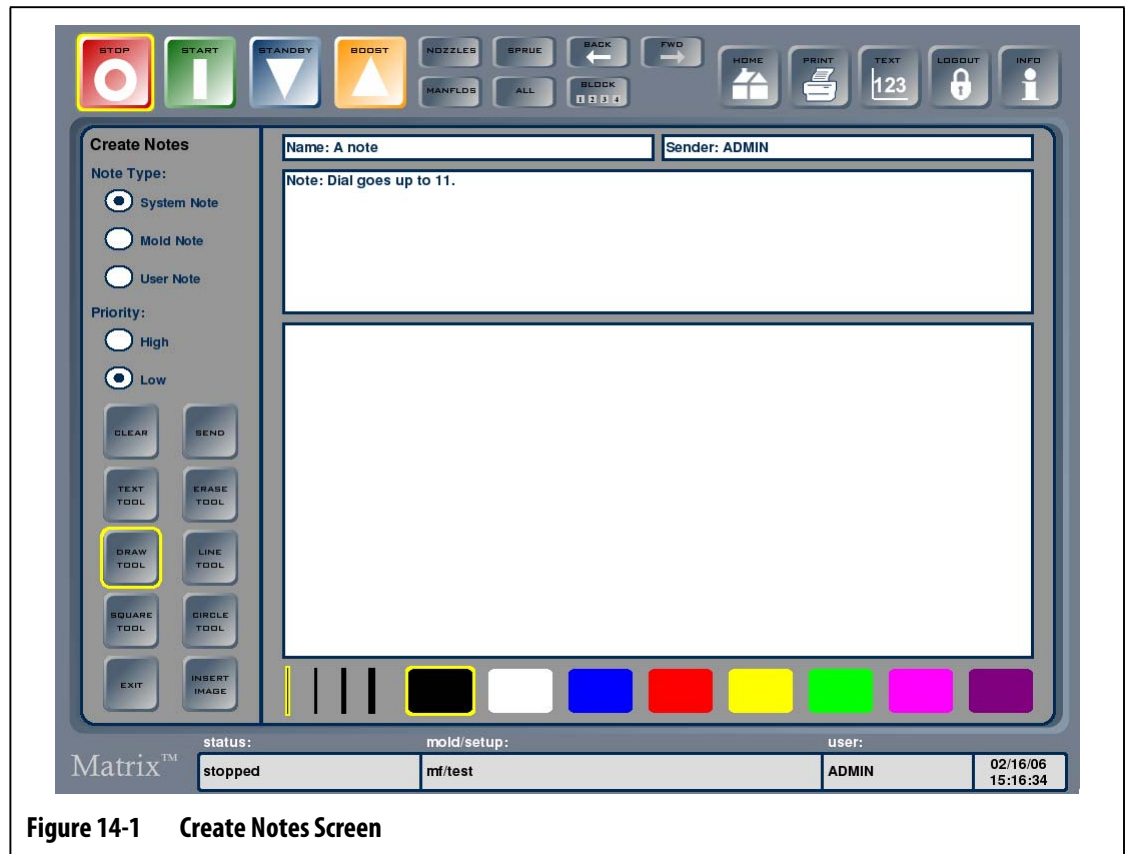 STOP START STANDBY BOOST NOZZLES SPRUE BACK FWD
MANFLDS ALL BLOCK
1 2 3 4
HOME PRINT TEXT LOGOUT INFO
123
Create Notes
Name: A note Sender: ADMIN
Note Type:
Note: Dial goes up to 11.
System Note
Mold Note
User Note
Priority:
High
Low
CLEAR SEND
TEXT TOOL ERASE TOOL
DRAW TOOL LINE TOOL
SQUARE TOOL CIRCLE TOOL
EXIT INSERT IMAGE
status: mold/setup: user:
Matrix™ stopped mf/test ADMIN 02/16/06
15:16:34
Figure 14-1 Create Notes Screen